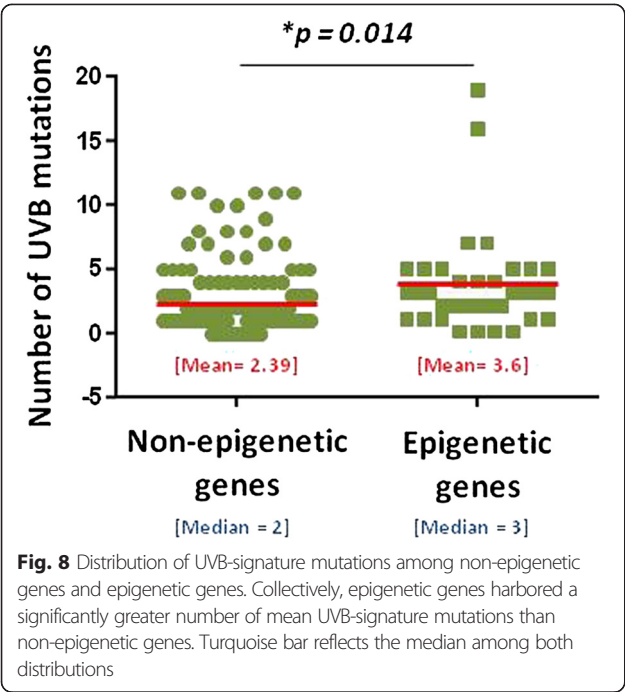 *p = 0.014
Number of UVB mutations
20
15
10
5
0
-5
[Mean= 2.39]
[Mean= 3.6]
Non-epigenetic
genes
Epigenetic
genes
[Median = 2]
[Median = 3]
Fig. 8 Distribution of UVB-signature mutations among non-epigenetic
genes and epigenetic genes. Collectively, epigenetic genes harbored a
significantly greater number of mean UVB-signature mutations than
non-epigenetic genes. Turquoise bar reflects the median among both
distributions